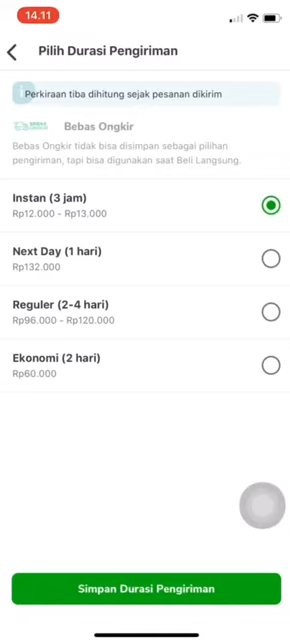 14.11
Pilih Durasi Pengiriman
Perkiraan tiba dihitung sejak pesanan dikirim
BEBAS
Bebas Ongkir
Bebas Ongkir tidak bisa disimpan sebagai pilihan
pengiriman, tapi bisa digunakan saat Beli Langsung.
Instan (3 jam)
Rp12.000 - Rp13.000
Next Day (1 hari)
Rp132.000
Reguler (2-4 hari)
Rp96.000 - Rp120.000
Ekonomi (2 hari)
Rp60.000
Simpan Durasi Pengiriman